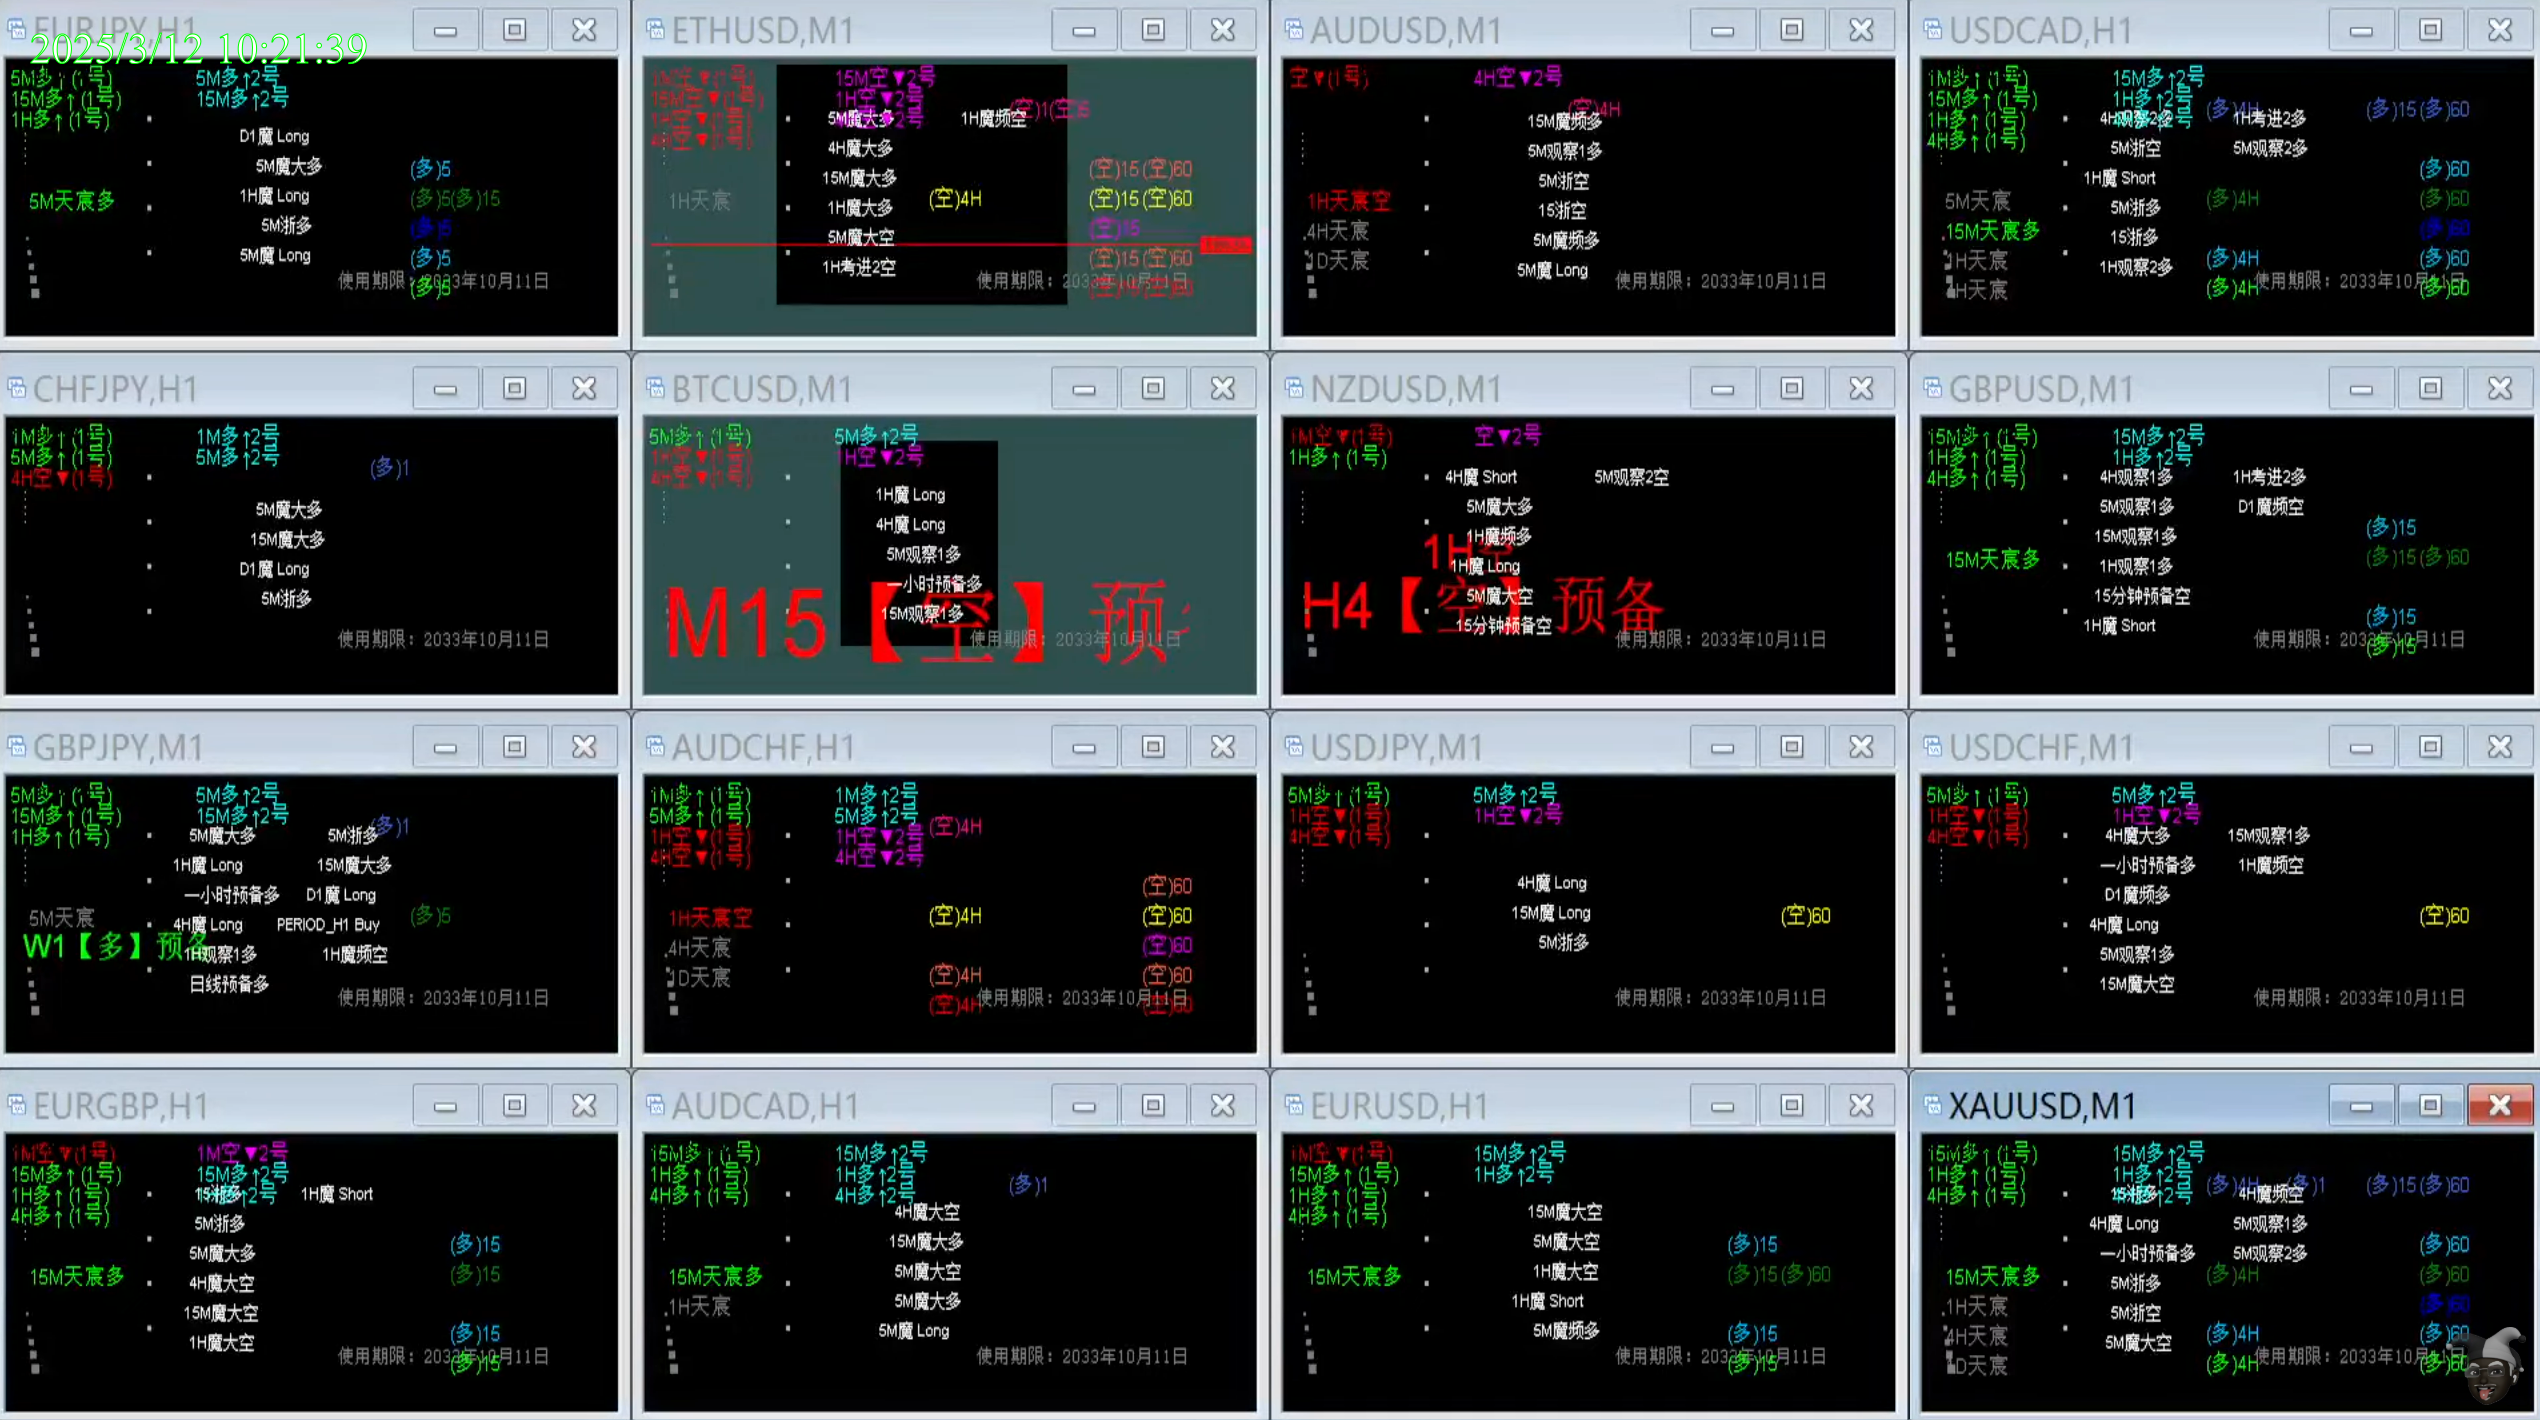 EURJPY,H1
2025/3/12 10:21:39
5M多↑(1号) 5M多↑2号
15M多↑(1号) 15M多↑2号
1H多↑(1号)
D1魔 Long
5M魔大多 (多)5
1H魔 Long (多)5(多)15
5M天宸多
5M浙多 (多)5
5M魔 Long (多)5
使用期限：2033年10月11日
(多)5
ETHUSD,M1
1M空▼(1号) 15M空▼2号
15M空▼(1号) 1H空▼2号
1H空▼(1号)
4H空▼(1号)
5M魔大多 1H魔频空
4H魔大多
15M魔大多 (空)15(空)60
1H天宸 (空)4H (空)15(空)60
1H魔大多
5M魔大空 (空)15
1H考进2空 (空)15(空)60
使用期限：2033年10月11日
AUDUSD,M1
空▼(1号) 4H空▼2号
(空)4H
15M魔频多
5M观察1多
5M浙空
1H天宸空
15浙空
4H天宸
5M魔频多
1D天宸
5M魔 Long
使用期限：2033年10月11日
USDCAD,H1
1M多↑(1号) 15M多↑2号
15M多↑(1号) 1H多↑2号
(多)4H (多)15(多)60
1H多↑(1号) 1H考进2多
4H多↑(1号)
5M浙空 5M观察2多
1H魔 Short (多)60
5M天宸 (多)4H (多)60
5M浙多
15M天宸多 (多)60
15浙多
1H天宸 (多)4H (多)60
1H观察2多
4H天宸 (多)4H (多)60
使用期限：2033年10月11日
CHFJPY,H1
1M多↑(1号) 1M多↑2号
5M多↑(1号) 5M多↑2号
4H空▼(1号) (多)1
5M魔大多
15M魔大多
D1魔 Long
5M浙多
使用期限：2033年10月11日
BTCUSD,M1
5M多↑(1号) 5M多↑2号
1H空▼(1号) 1H空▼2号
4H空▼(1号)
1H魔 Long
4H魔 Long
5M观察1多
一小时预备多
15M观察1多
M15【空】预
使用期限：2033年10月11日
NZDUSD,M1
1M空▼(1号) 空▼2号
1H多↑(1号)
4H魔 Short 5M观察2空
5M魔大多
1H魔频多
1H空
1H魔 Long
5M魔大空
H4【空】预备
15分钟预备空
使用期限：2033年10月11日
GBPUSD,M1
15M多↑(1号) 15M多↑2号
1H多↑(1号) 1H多↑2号
4H多↑(1号) 4H观察1多 1H考进2多
5M观察1多 D1魔频空
15M观察1多 (多)15
15M天宸多 (多)15(多)60
1H观察1多
15分钟预备空
1H魔 Short (多)15
使用期限：2033年10月11日
(多)15
GBPJPY,M1
5M多↑(1号) 5M多↑2号
15M多↑(1号) 15M多↑2号
1H多↑(1号) 5M魔大多 5M浙多 (多)1
1H魔 Long 15M魔大多
一小时预备多 D1魔 Long
5M天宸 (多)5
4H魔 Long PERIOD_H1 Buy
W1【多】预备
1H观察1多 1H魔频空
日线预备多
使用期限：2033年10月11日
AUDCHF,H1
1M多↑(1号) 1M多↑2号
5M多↑(1号) 5M多↑2号
1H空▼(1号) 1H空▼2号 (空)4H
4H空▼(1号) 4H空▼2号
(空)60
1H天宸空 (空)4H (空)60
4H天宸 (空)60
1D天宸 (空)4H (空)60
(空)4H (空)60
使用期限：2033年10月11日
USDJPY,M1
5M多↑(1号) 5M多↑2号
1H空▼(1号) 1H空▼2号
4H空▼(1号)
4H魔 Long
15M魔 Long (空)60
5M浙多
使用期限：2033年10月11日
USDCHF,M1
5M多↑(1号) 5M多↑2号
1H空▼(1号) 1H空▼2号
4H空▼(1号) 4H魔大多 15M观察1多
一小时预备多 1H魔频空
D1魔频多
4H魔 Long (空)60
5M观察1多
15M魔大空
使用期限：2033年10月11日
EURGBP,H1
1M空▼(1号) 1M空▼2号
15M多↑(1号) 15M多↑2号
1H多↑(1号) 1H魔 Short
4H多↑(1号) 5M浙多
5M魔大多 (多)15
15M天宸多 (多)15
4H魔大空
15M魔大空
1H魔大空 (多)15
使用期限：2033年10月11日
(多)15
AUDCAD,H1
15M多↑(1号) 15M多↑2号
1H多↑(1号) 1H多↑2号
4H多↑(1号) 4H多↑2号 (多)1
4H魔大空
15M魔大多
15M天宸多 5M魔大空
1H天宸 5M魔大多
5M魔 Long
使用期限：2033年10月11日
EURUSD,H1
1M空▼(1号) 15M多↑2号
15M多↑(1号) 1H多↑2号
1H多↑(1号)
4H多↑(1号) 15M魔大空
5M魔大空 (多)15
15M天宸多 1H魔大空 (多)15(多)60
1H魔 Short
5M魔频多 (多)15
使用期限：2033年10月11日
(多)15
XAUUSD,M1
15M多↑(1号) 15M多↑2号
1H多↑(1号) 1H多↑2号
4H多↑(1号) (多)4H (多)1 (多)15(多)60
4H魔频空
4H魔 Long 5M观察1多
一小时预备多 5M观察2多 (多)60
15M天宸多 (多)4H (多)60
5M浙多
1H天宸 5M浙空 (多)60
4H天宸 5M魔大空 (多)4H (多)60
1D天宸 (多)4H (多)60
使用期限：2033年10月11日